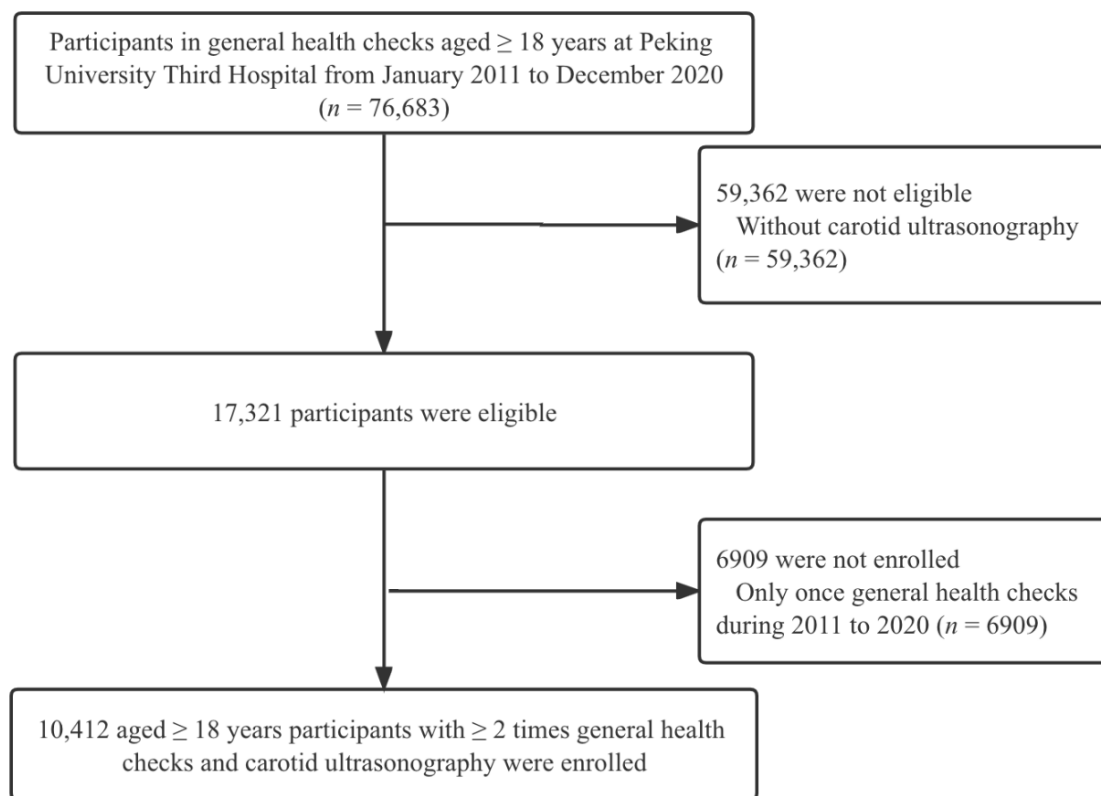 Participants in general health checks aged ≥ 18 years at Peking
University Third Hospital from January 2011 to December 2020
(n = 76,683)
59,362 were not eligible
Without carotid ultrasonography
(n = 59,362)
17,321 participants were eligible
6909 were not enrolled
Only once general health checks
during 2011 to 2020 (n = 6909)
10,412 aged ≥ 18 years participants with ≥ 2 times general health
checks and carotid ultrasonography were enrolled